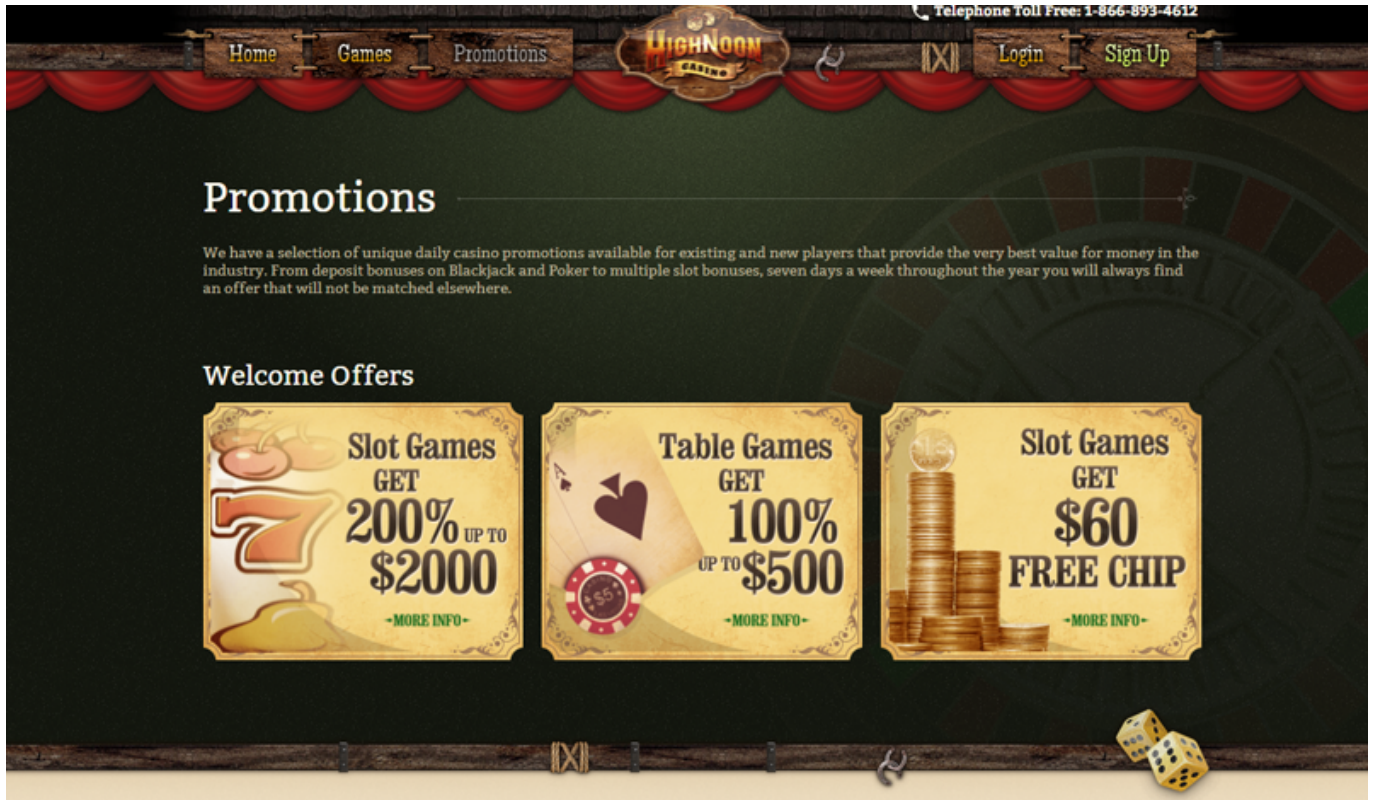 Telephone Toll Free: 1-866-893-4612
Home
Games
Promotions
HIGHNOON
CASINO
Login
Sign Up
Promotions
We have a selection of unique daily casino promotions available for existing and new players that provide the very best value for money in the
industry. From deposit bonuses on Blackjack and Poker to multiple slot bonuses, seven days a week throughout the year you will always find
an offer that will not be matched elsewhere.
Welcome Offers
Slot Games
GET
200% UP TO
$2000
MORE INFO
7
A
Table Games
GET
100%
UP TO $500
MORE INFO
$5
Slot Games
GET
$60
FREE CHIP
MORE INFO